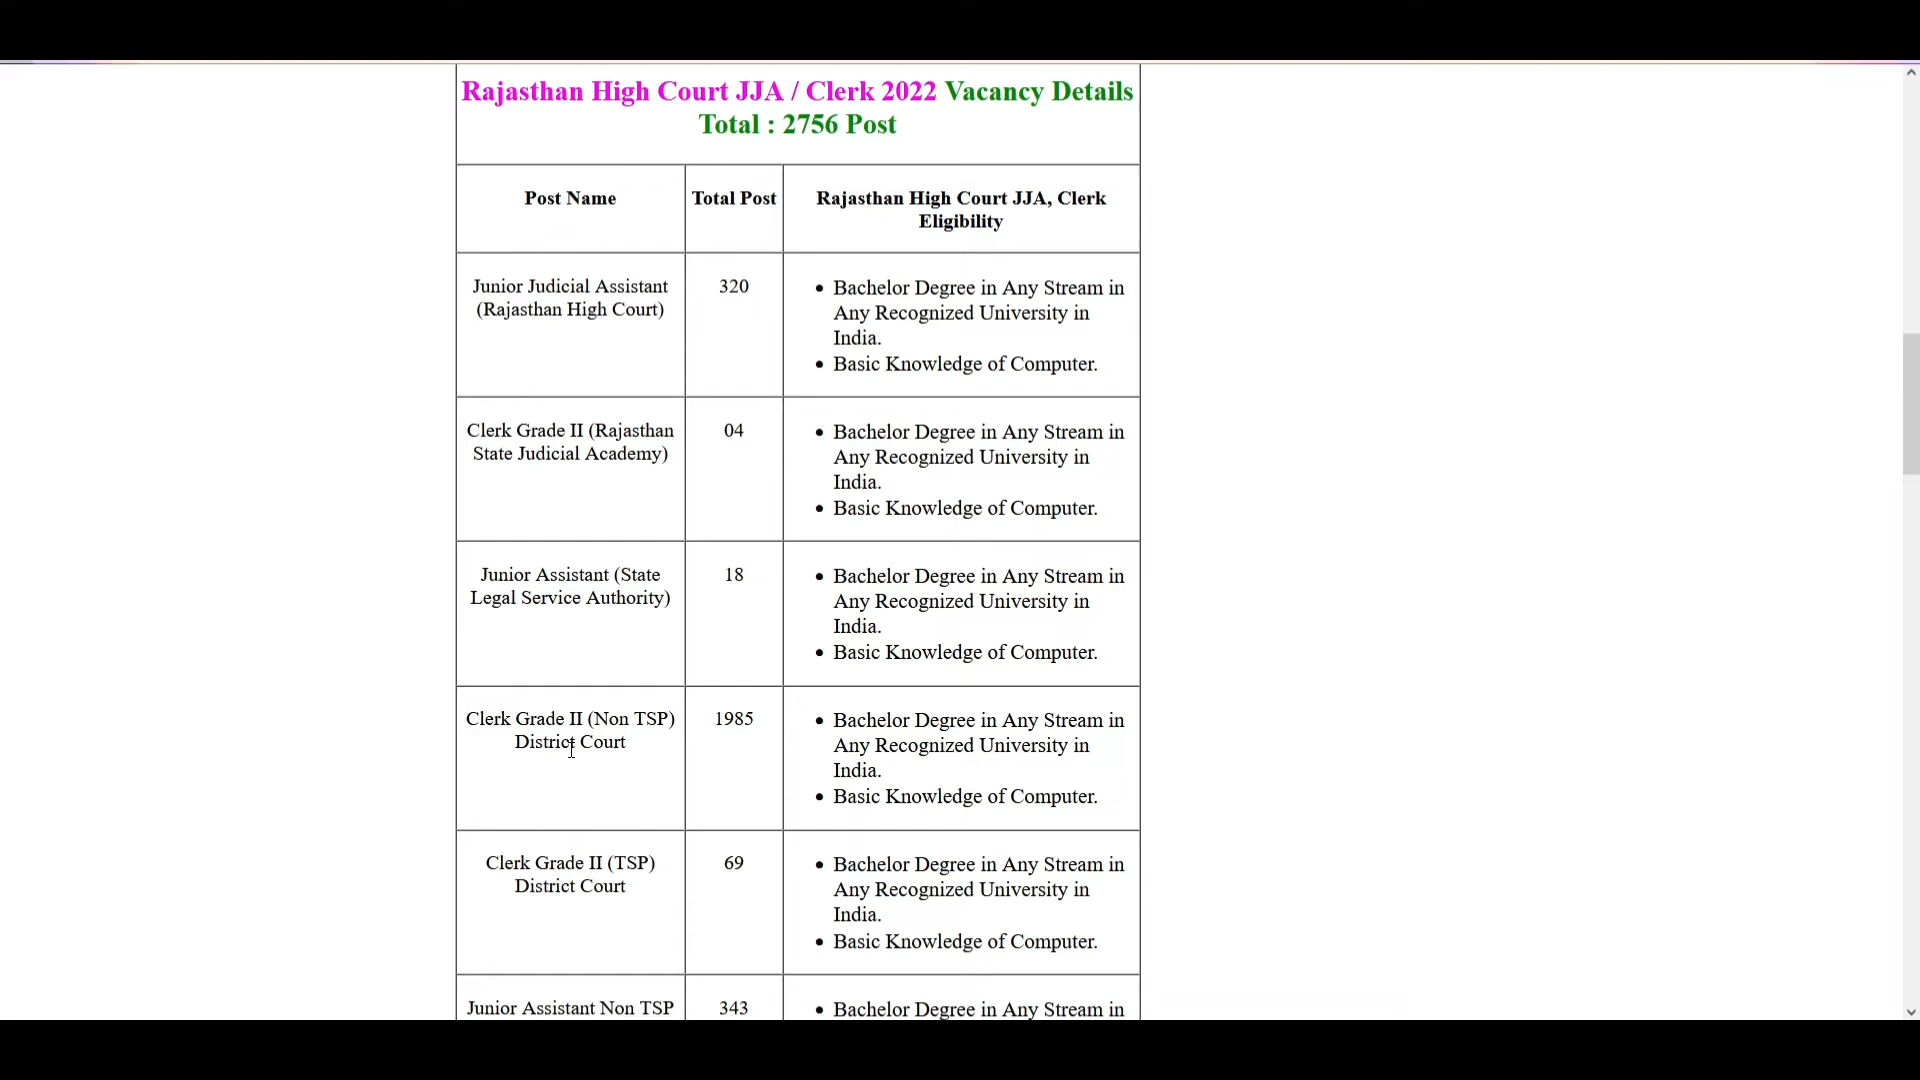 Rajasthan High Court JJA / Clerk 2022 Vacancy Details
Total : 2756 Post
Post Name
Total Post
Rajasthan High Court JJA, Clerk
Eligibility
Junior Judicial Assistant
(Rajasthan High Court)
320
• Bachelor Degree in Any Stream in
Any Recognized University in
India.
• Basic Knowledge of Computer.
Clerk Grade II (Rajasthan
State Judicial Academy)
04
• Bachelor Degree in Any Stream in
Any Recognized University in
India.
• Basic Knowledge of Computer.
Junior Assistant (State
Legal Service Authority)
18
• Bachelor Degree in Any Stream in
Any Recognized University in
India.
• Basic Knowledge of Computer.
Clerk Grade II (Non TSP)
District Court
1985
• Bachelor Degree in Any Stream in
Any Recognized University in
India.
• Basic Knowledge of Computer.
Clerk Grade II (TSP)
District Court
69
• Bachelor Degree in Any Stream in
Any Recognized University in
India.
• Basic Knowledge of Computer.
Junior Assistant Non TSP
343
• Bachelor Degree in Any Stream in